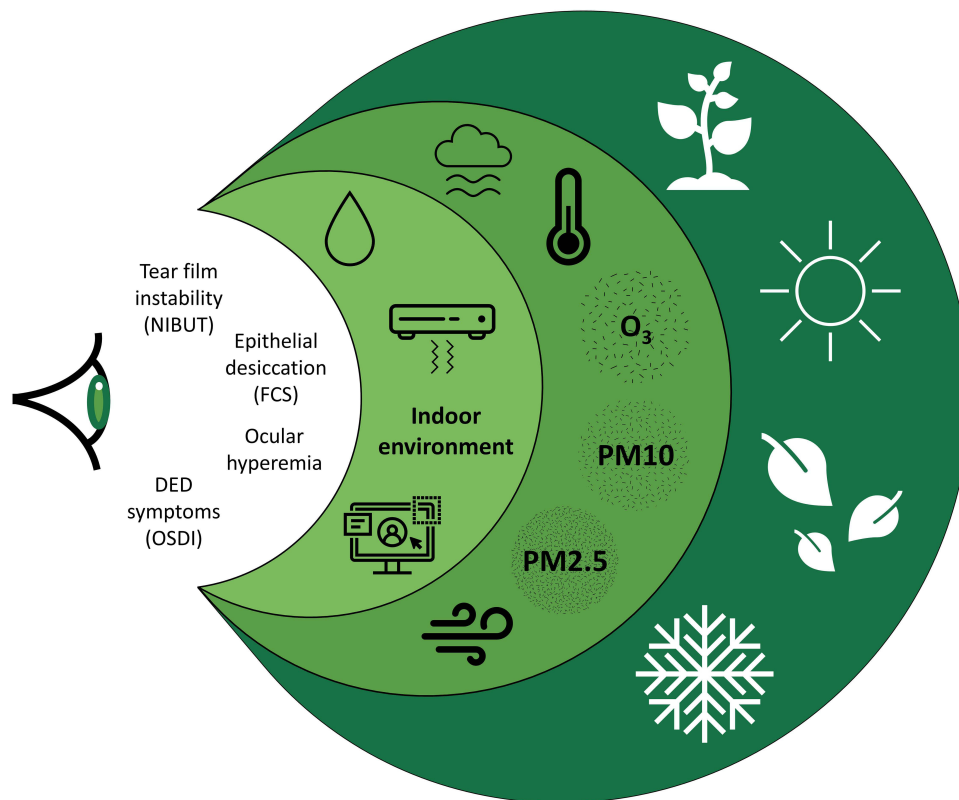 Tear film
instability
(NIBUT)
Epithelial
desiccation
(FCS)
Ocular
hyperemia
DED
symptoms
(OSDI)
Indoor
environment
O₃
PM10
PM2.5